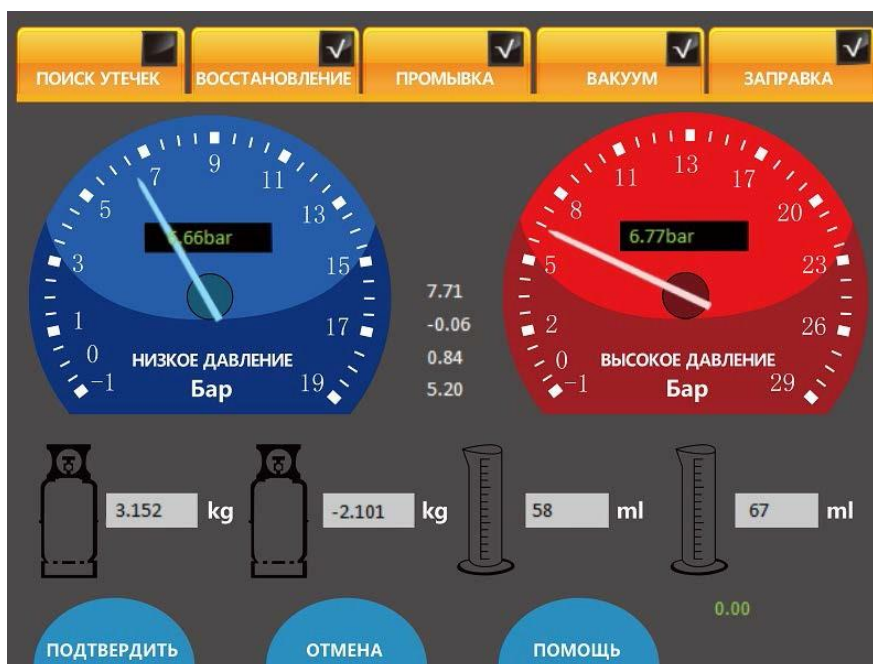 ПОИСК УТЕЧЕК
ВОССТАНОВЛЕНИЕ
ПРОМЫВКА
ВАКУУМ
ЗАПРАВКА
-1
0
1
3
5
7
9
11
13
15
17
19
6.66bar
НИЗКОЕ ДАВЛЕНИЕ
Бар
7.71
-0.06
0.84
5.20
-1
0
2
5
8
11
13
17
20
23
26
29
6.77bar
ВЫСОКОЕ ДАВЛЕНИЕ
Бар
3.152 kg
-2.101 kg
58 ml
67 ml
0.00
ПОДТВЕРДИТЬ
ОТМЕНА
ПОМОЩЬ